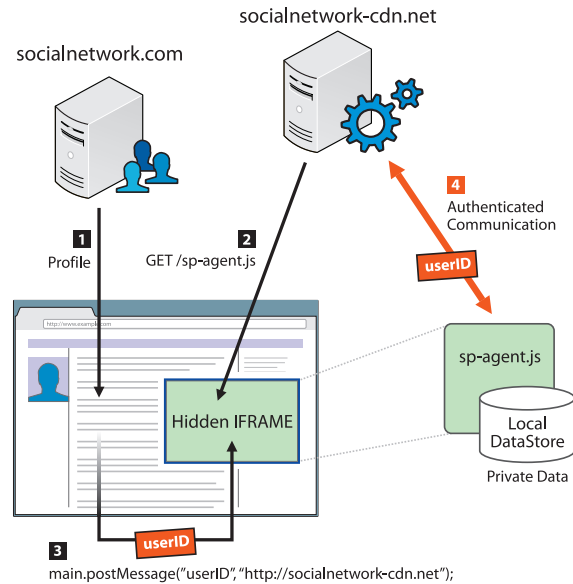 socialnetwork-cdn.net
socialnetwork.com
4
Authenticated
Communication
1
Profile
2
GET /sp-agent.js
userID
http://www.example.com
sp-agent.js
Hidden IFRAME
Local
DataStore
Private Data
userID
3
main.postMessage("userID", "http://socialnetwork-cdn.net");